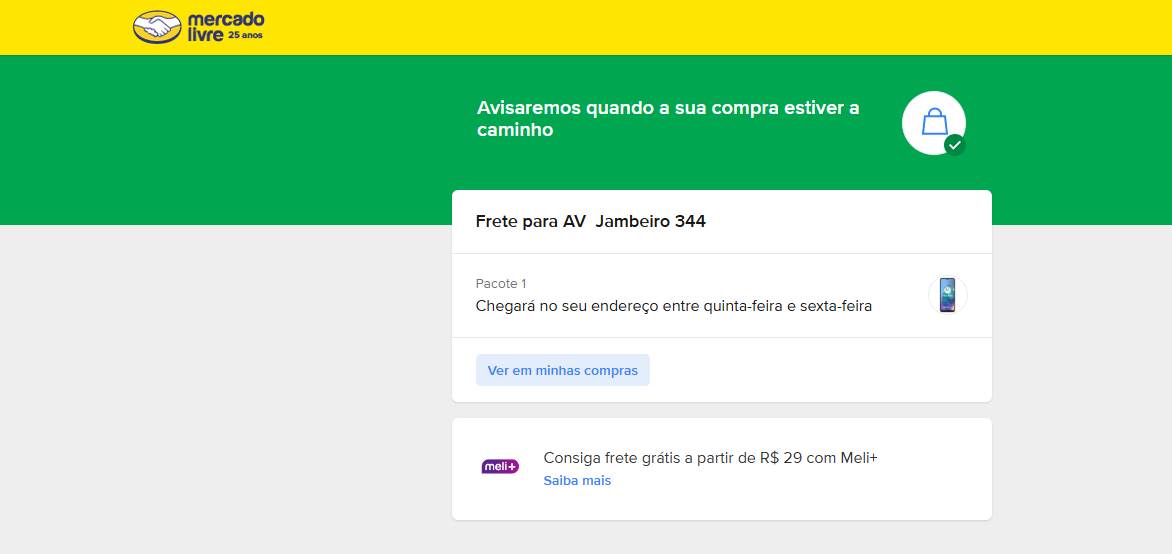 mercado
livre 25 anos
Avisaremos quando a sua compra estiver a
caminho
Frete para AV Jambeiro 344
Pacote 1
Chegará no seu endereço entre quinta-feira e sexta-feira
Ver em minhas compras
meli+
Consiga frete grátis a partir de R$ 29 com Meli+
Saiba mais